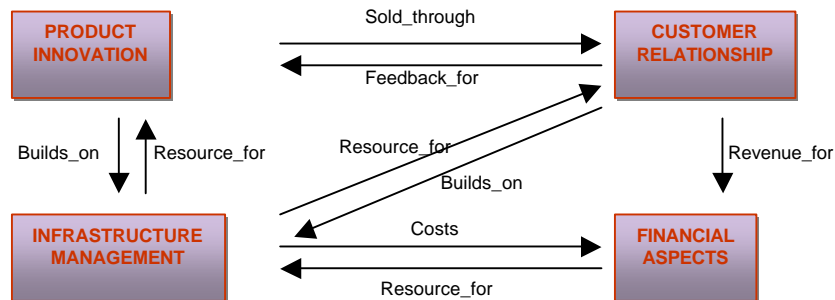 PRODUCT
INNOVATION
Sold_through
Feedback_for
CUSTOMER
RELATIONSHIP
Builds_on
Resource_for
Resource_for
Builds_on
Revenue_for
INFRASTRUCTURE
MANAGEMENT
Costs
Resource_for
FINANCIAL
ASPECTS